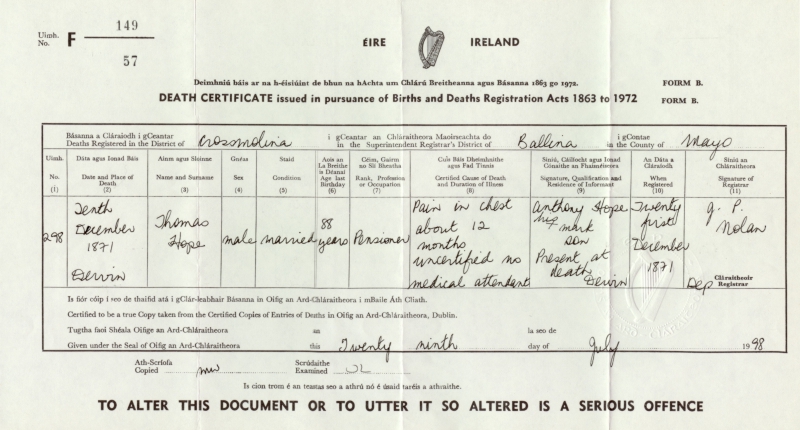 Uimh. No. F 149 57
ÉIRE IRELAND
Deimhniú báis ar na h-éisiúint de bhun na hAchta um Chlárú Breitheanna agus Básanna 1863 go 1972. FOIRM B.
DEATH CERTIFICATE issued in pursuance of Births and Deaths Registration Acts 1863 to 1972 FORM B.
Básanna a Cláraíodh i gCeantar i gCeantar an Chláraitheora Maoirseachta do i gContae
Deaths Registered in the District of Crossmolina in the Superintendent Registrar's District of Ballina in the County of Mayo
Uimh. No. (1)
Dáta agus Ionad Báis Date and Place of Death (2)
Ainm agus Sloinne Name and Surname (3)
Gnéas Sex (4)
Staid Condition (5)
Aois an La Breithe is Déanaí Age last Birthday (6)
Céim, Gairm an Slí Bheatha Rank, Profession or Occupation (7)
Cúis Báis Dheimhnithe agus Fad Tinnis Certified Cause of Death and Duration of Illness (8)
Síniú, Cáilíocht agus Ionad Cónaithe an Fhaisnéiseora Signature, Qualification and Residence of Informant (9)
An Dáta a Cláraíodh When Registered (10)
Síniú an Chláraitheora Signature of Registrar (11)
298
Tenth December 1871 Dervin
Thomas Hope
male
married
88 years
Pensioner
Pain in chest about 12 months uncertified no medical attendant
Anthony Hope his mark son Present at death Dervin
Twenty first December 1871
J. P. Nolan
Dep Cláraitheoir Registrar
Is fíor cóip í seo de thaifid atá i gClár-leabhair Básanna in Oifig an Ard-Chláraitheora i mBaile Áth Cliath.
Certified to be a true Copy taken from the Certified Copies of Entries of Deaths in Oifig an Ard-Chláraitheora, Dublin.
Tugtha faoi Shéala Oifige an Ard-Chláraitheora an la seo de
Given under the Seal of Oifig an Ard-Chláraitheora this Twenty ninth day of July 1998
Ath-Scríofa Scrúdaithe
Copied mw Examined
Is cion trom é an teastas seo a athrú nó é úsáid taréis a athraithe.
TO ALTER THIS DOCUMENT OR TO UTTER IT SO ALTERED IS A SERIOUS OFFENCE